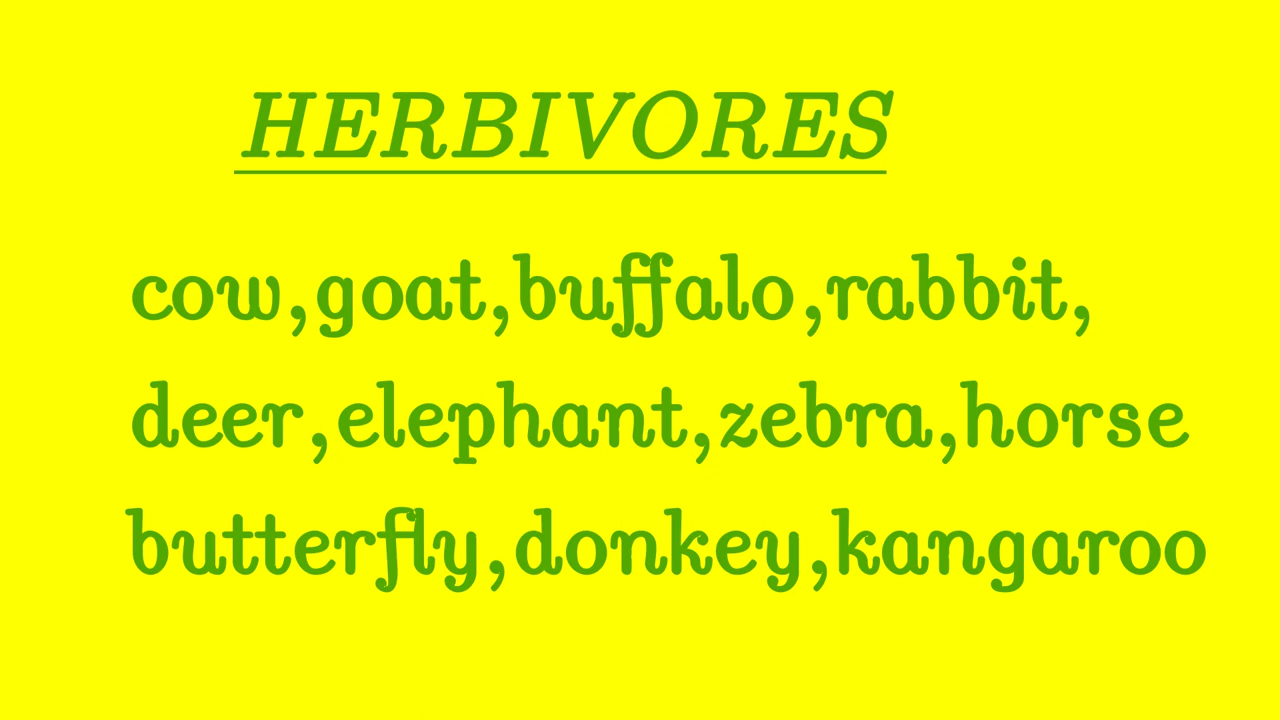 HERBIVORES
cow,goat,buffalo,rabbit,
deer,elephant,zebra,horse
butterfly,donkey,kangaroo